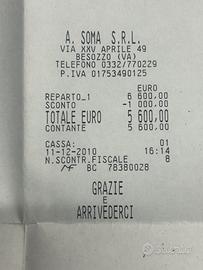 A. SOMA S.R.L.
VIA XXV APRILE 49
BESOZZO (VA)
TELEFONO 0332/770229
P.IVA 01753490125
EURO
REPARTO_1 6 600,00
SCONTO -1 000,00
TOTALE EURO 5 600,00
CONTANTE 5 600,00
CASSA: 01
11-12-2010 16:14
N.SCONTR.FISCALE 8
MF BC 78380028
GRAZIE
E
ARRIVEDERCI
subito